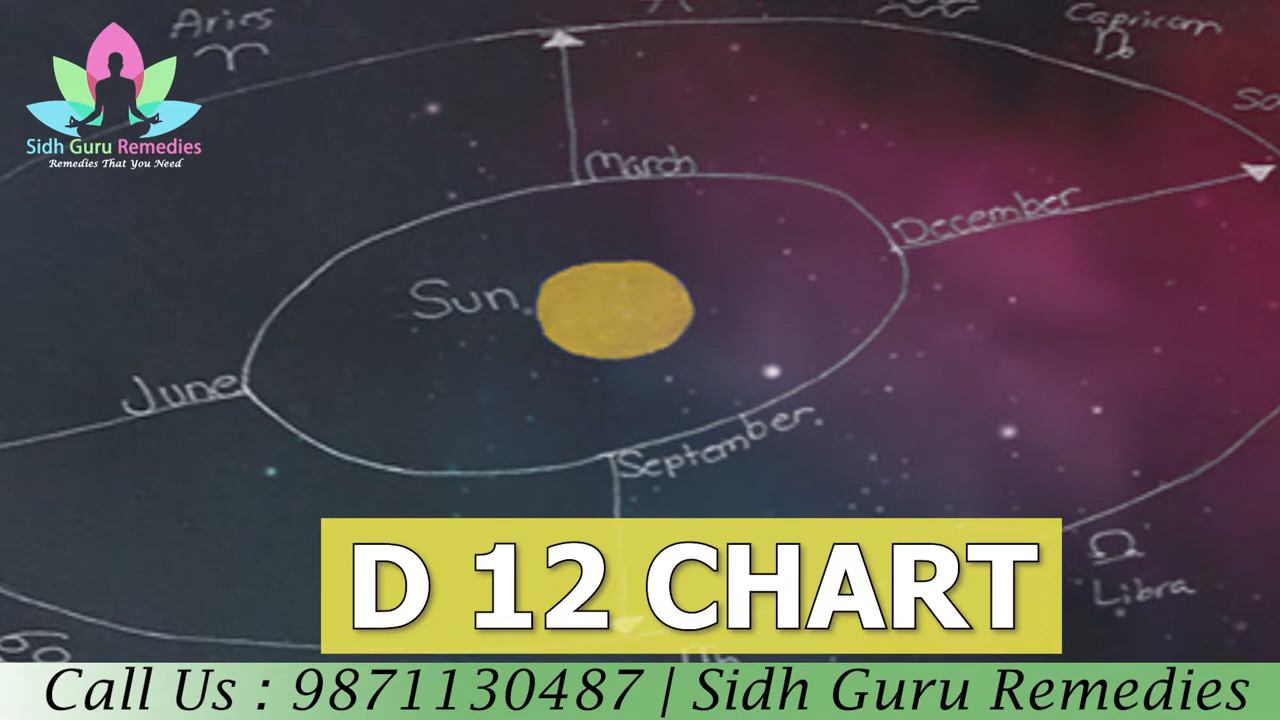 Aries
Capricorn
Sidh Guru Remedies
Remedies That You Need
March
December
Sun
June
September.
D 12 CHART
Libra
Call Us : 9871130487 | Sidh Guru Remedies